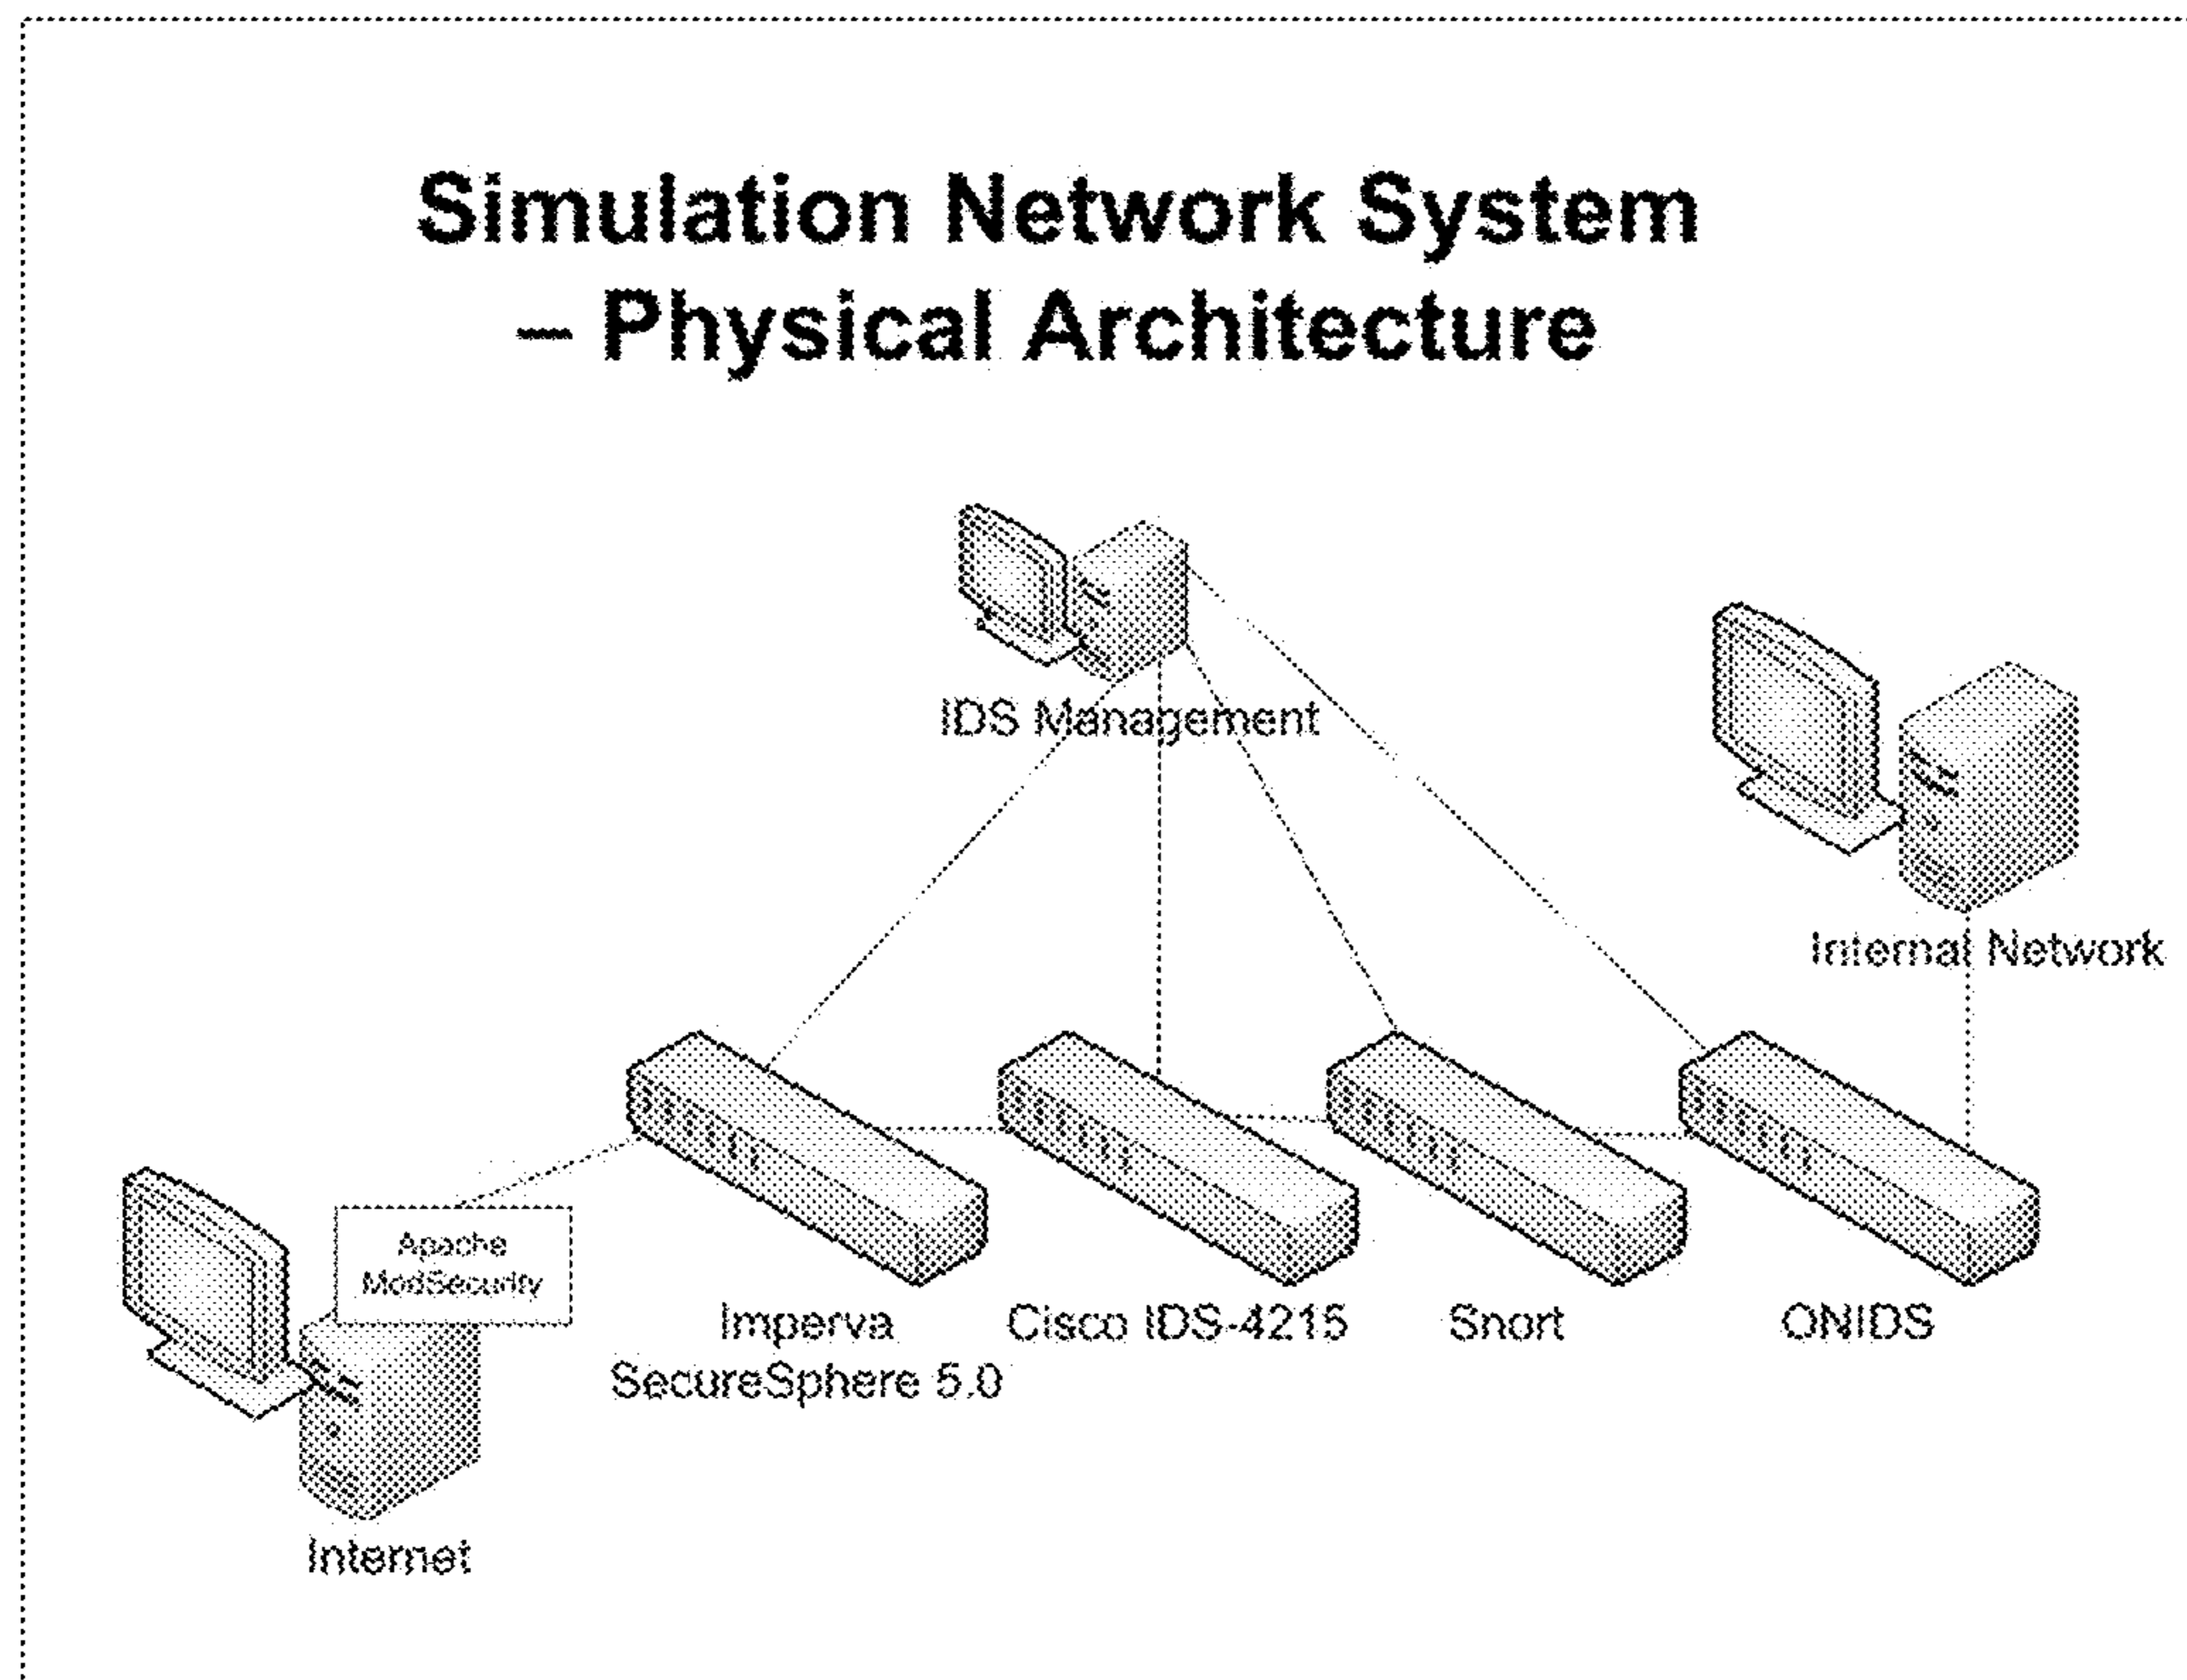 Simulation Network System
– Physical Architecture
IDS Management
Internal Network
Apache
ModSecurity
Imperva
SecureSphere 5.0
Cisco IDS-4215
Snort
ONIDS
Internet